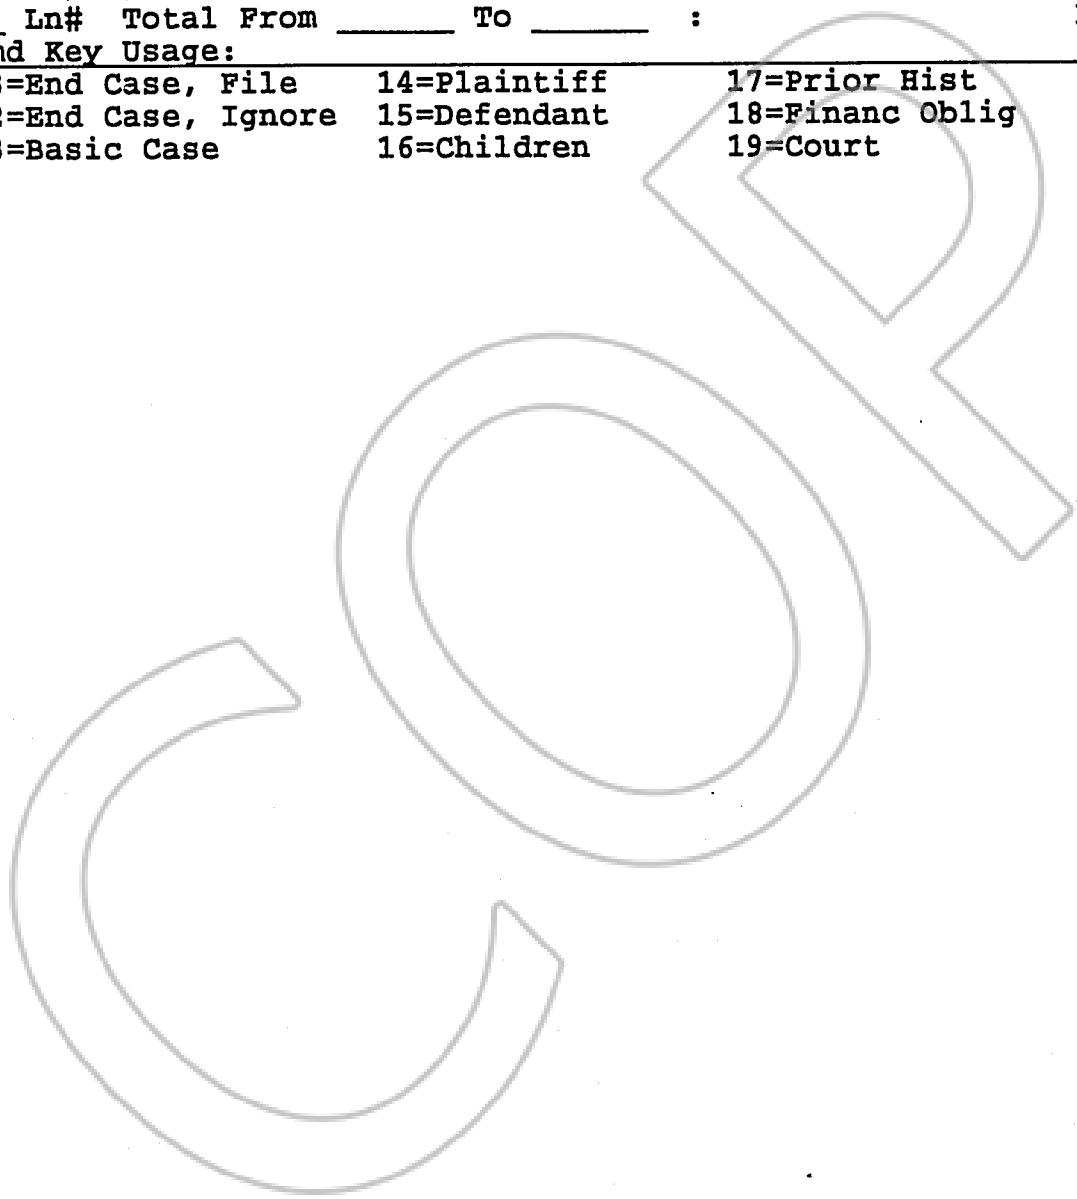 _ Ln# Total From ______ To ______ :
Key Usage:
=End Case, File 14=Plaintiff 17=Prior Hist
=End Case, Ignore 15=Defendant 18=Financ Oblig
=Basic Case 16=Children 19=Court
COP